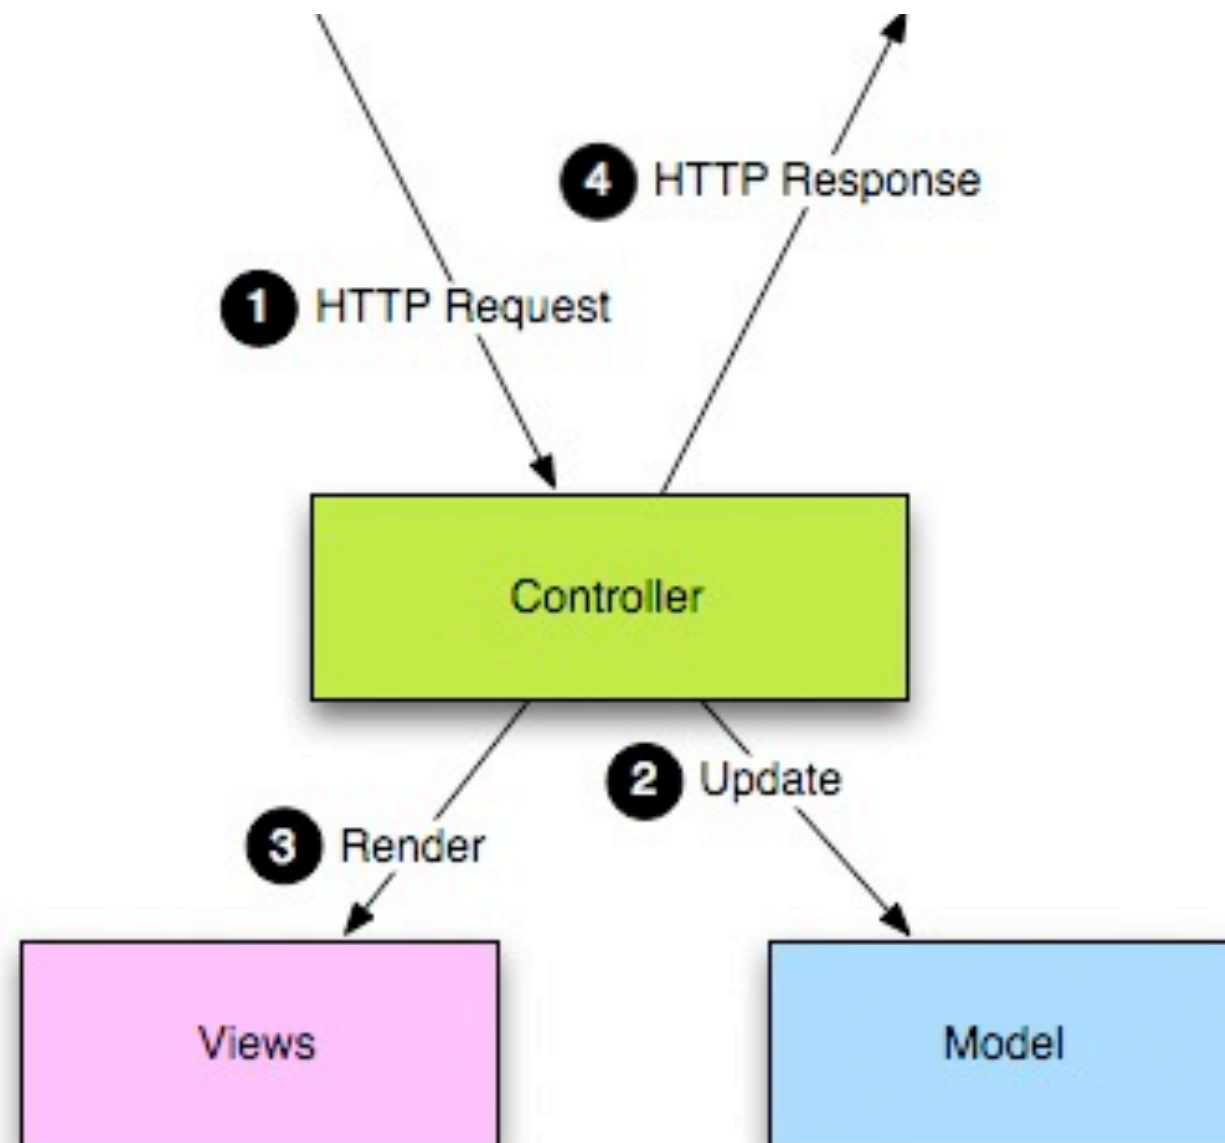 4 HTTP Response
1 HTTP Request
Controller
2 Update
3 Render
Views
Model